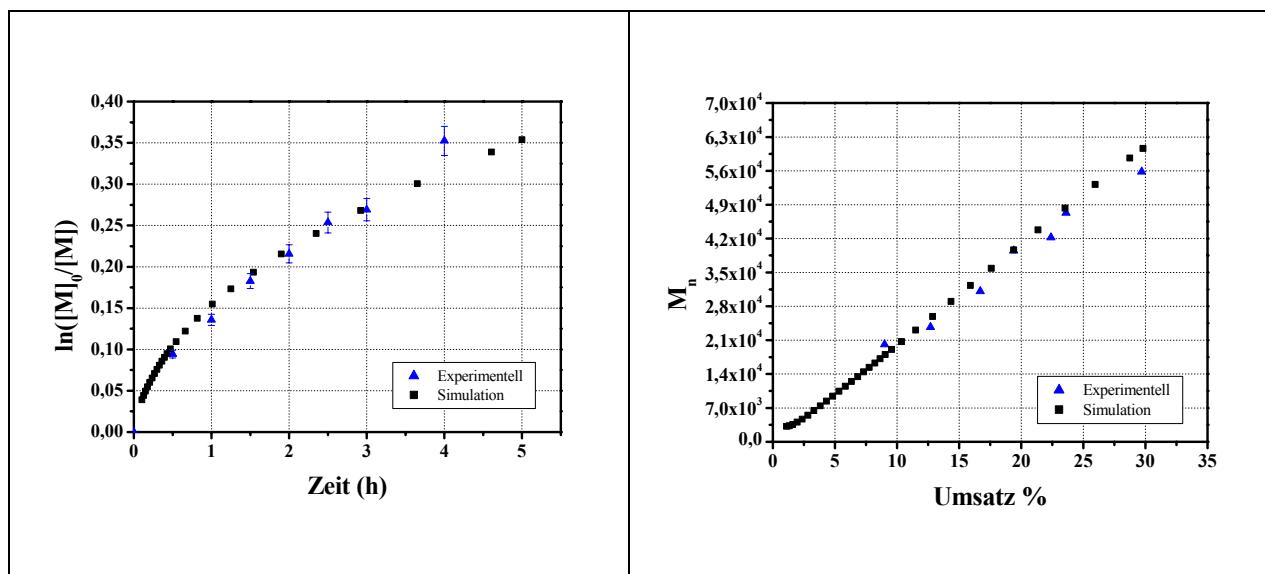 0,40
0,35
0,30
0,25
0,20
0,15
0,10
0,05
0,00
ln([M]0/[M])
0 1 2 3 4 5
Zeit (h)
Experimentell
Simulation
7,0x10^4
6,3x10^4
5,6x10^4
4,9x10^4
4,2x10^4
3,5x10^4
2,8x10^4
2,1x10^4
1,4x10^4
7,0x10^3
0,0
Mn
0 5 10 15 20 25 30 35
Umsatz %
Experimentell
Simulation